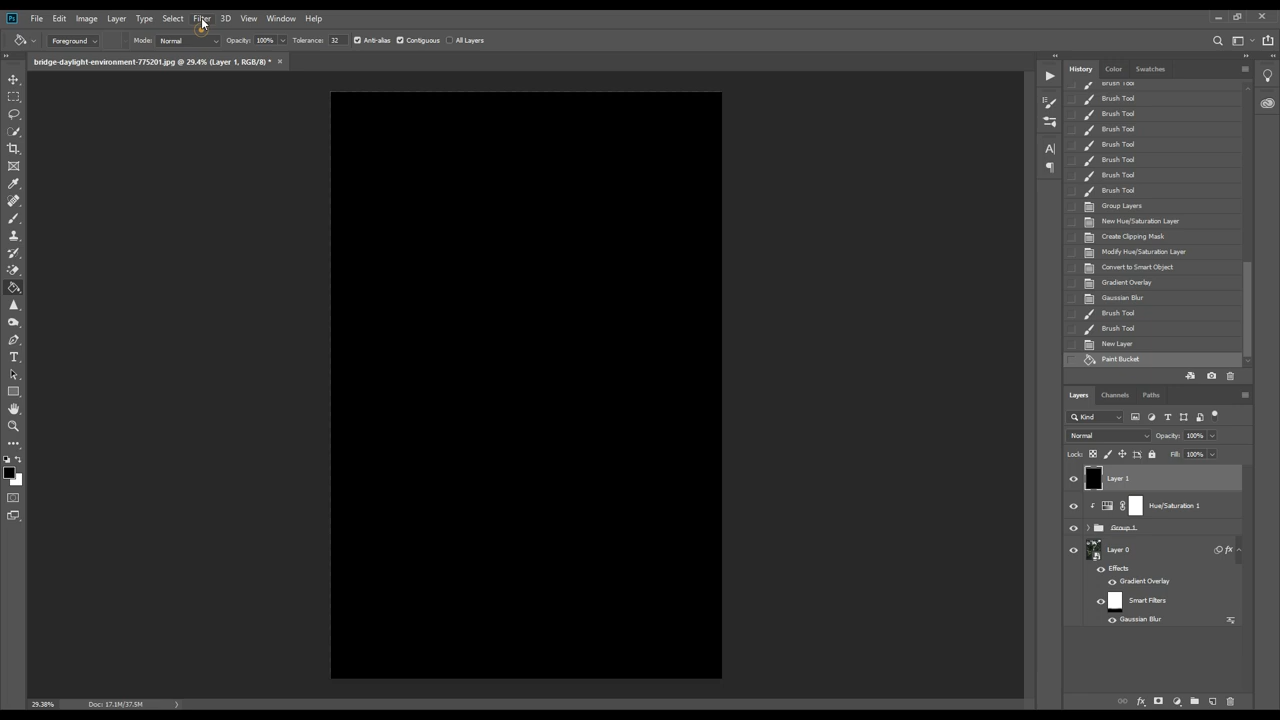 Ps File Edit Image Layer Type Select Filter 3D View Window Help
Foreground Mode: Normal Opacity: 100% Tolerance: 32 Anti-alias Contiguous All Layers
bridge-daylight-environment-775201.jpg @ 29.4% (Layer 1, RGB/8) *
History Color Swatches
Brush Tool
Brush Tool
Brush Tool
Brush Tool
Brush Tool
Brush Tool
Brush Tool
Brush Tool
Group Layers
New Hue/Saturation Layer
Create Clipping Mask
Modify Hue/Saturation Layer
Convert to Smart Object
Gradient Overlay
Gaussian Blur
Brush Tool
Brush Tool
New Layer
Paint Bucket
Layers Channels Paths
Kind
Normal Opacity: 100%
Lock: Fill: 100%
Layer 1
Hue/Saturation 1
Group 1
Layer 0 fx
Effects
Gradient Overlay
Smart Filters
Gaussian Blur
fx
29.38% Doc: 17.1M/37.5M